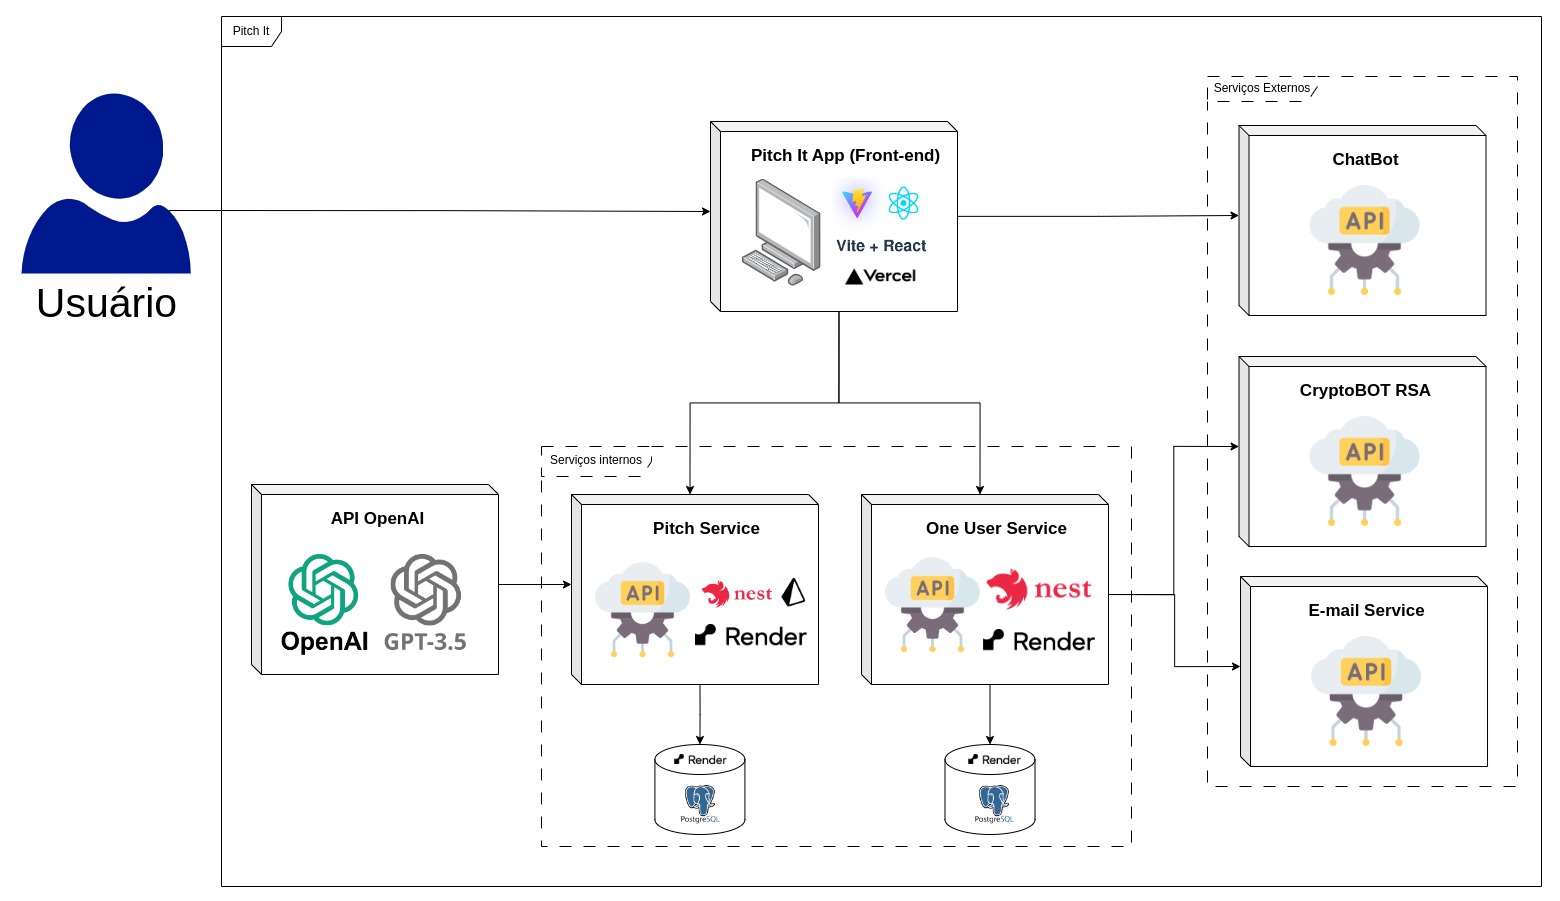 Pitch It
Usuário
Pitch It App (Front-end)
Vite + React
Vercel
Serviços Externos
ChatBot
API
CryptoBOT RSA
API
E-mail Service
API
API OpenAI
OpenAI
GPT-3.5
Serviços internos
Pitch Service
API
nest
Render
One User Service
API
nest
Render
Render
PostgreSQL
Render
PostgreSQL